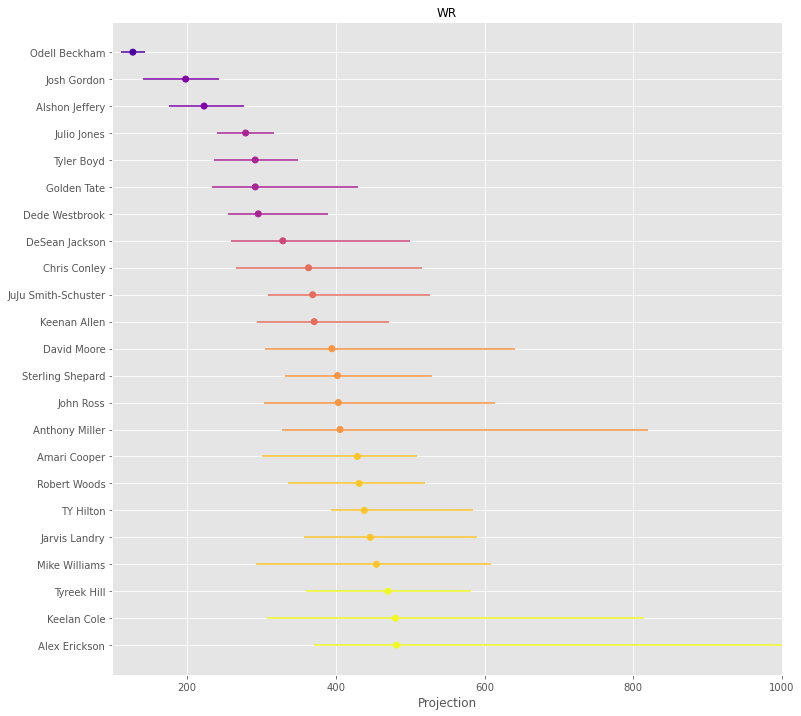 WR
Odell Beckham
Josh Gordon
Alshon Jeffery
Julio Jones
Tyler Boyd
Golden Tate
Dede Westbrook
DeSean Jackson
Chris Conley
JuJu Smith-Schuster
Keenan Allen
David Moore
Sterling Shepard
John Ross
Anthony Miller
Amari Cooper
Robert Woods
TY Hilton
Jarvis Landry
Mike Williams
Tyreek Hill
Keelan Cole
Alex Erickson
200 400 600 800 1000
Projection